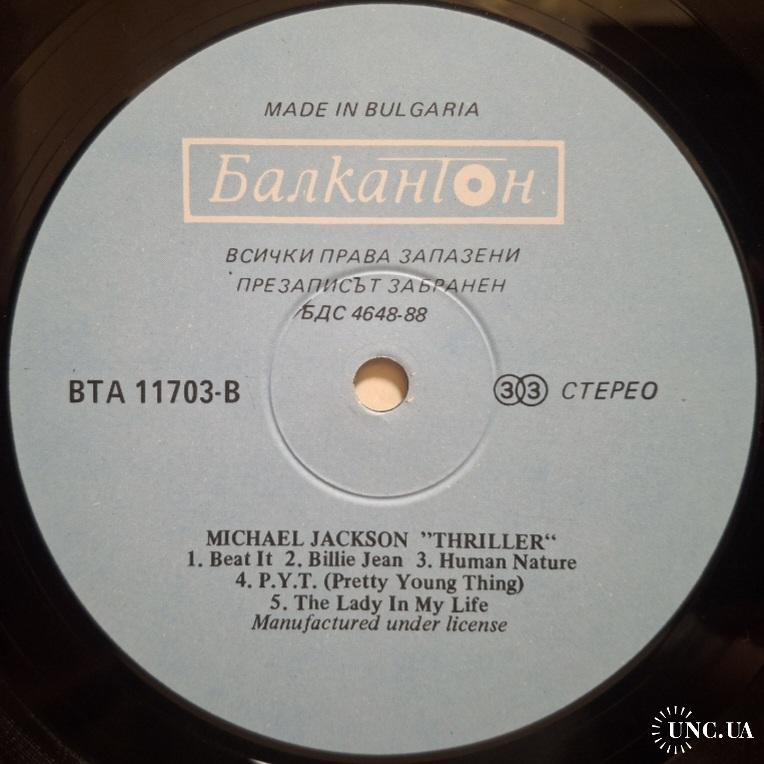 MADE IN BULGARIA
Балкантон
ВСИЧКИ ПРАВА ЗАПАЗЕНИ
ПРЕЗАПИСЪТ ЗАБРАНЕН
БДС 4648-88
ВТА 11703-В
33 СТЕРЕО
MICHAEL JACKSON "THRILLER“
1. Beat It 2. Billie Jean 3. Human Nature
4. P.Y.T. (Pretty Young Thing)
5. The Lady In My Life
Manufactured under license
UNC.UA